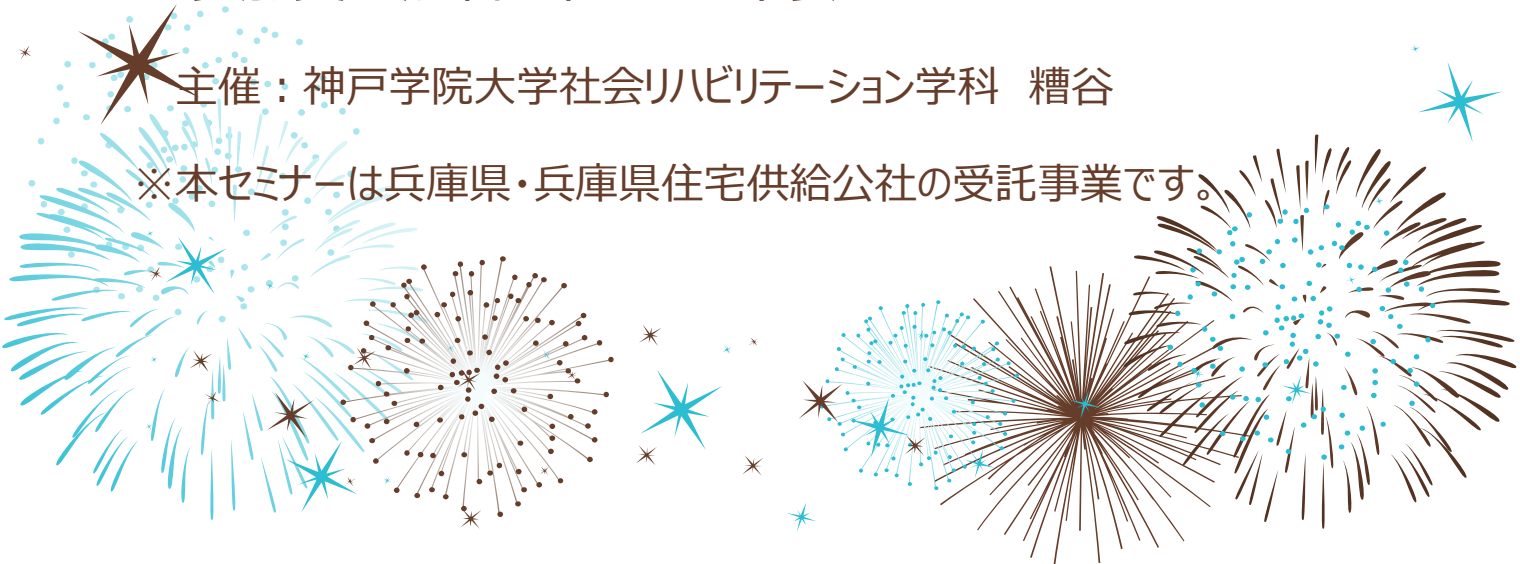 主催：神戸学院大学社会リハビリテーション学科　糟谷
※本セミナーは兵庫県・兵庫県住宅供給公社の受託事業です。